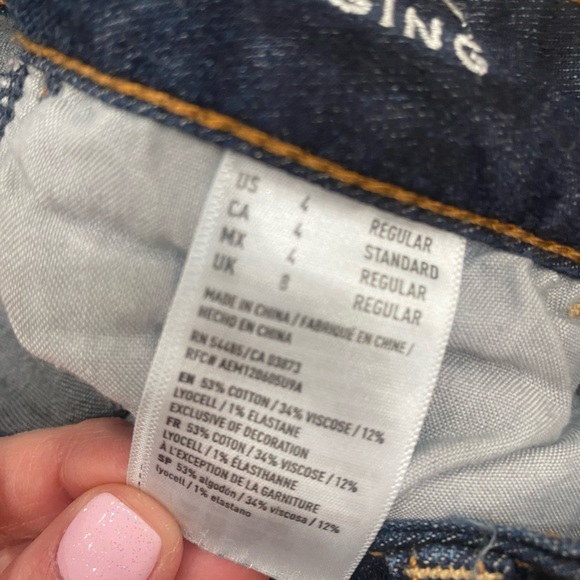 GING
US 4 REGULAR
CA 4 STANDARD
MX 4 REGULAR
UK 8 REGULAR
MADE IN CHINA / FABRIQUÉ EN CHINE /
HECHO EN CHINA
RN 54485/CA 03873
RFC# AEM120605U9A
EN 53% COTTON / 34% VISCOSE / 12%
LYOCELL / 1% ELASTANE
EXCLUSIVE OF DECORATION
FR 53% COTON / 34% VISCOSE / 12%
LYOCELL / 1% ÉLASTHANNE
À L'EXCEPTION DE LA GARNITURE
SP 53% algodón / 34% viscosa / 12%
lyocell / 1% elastano